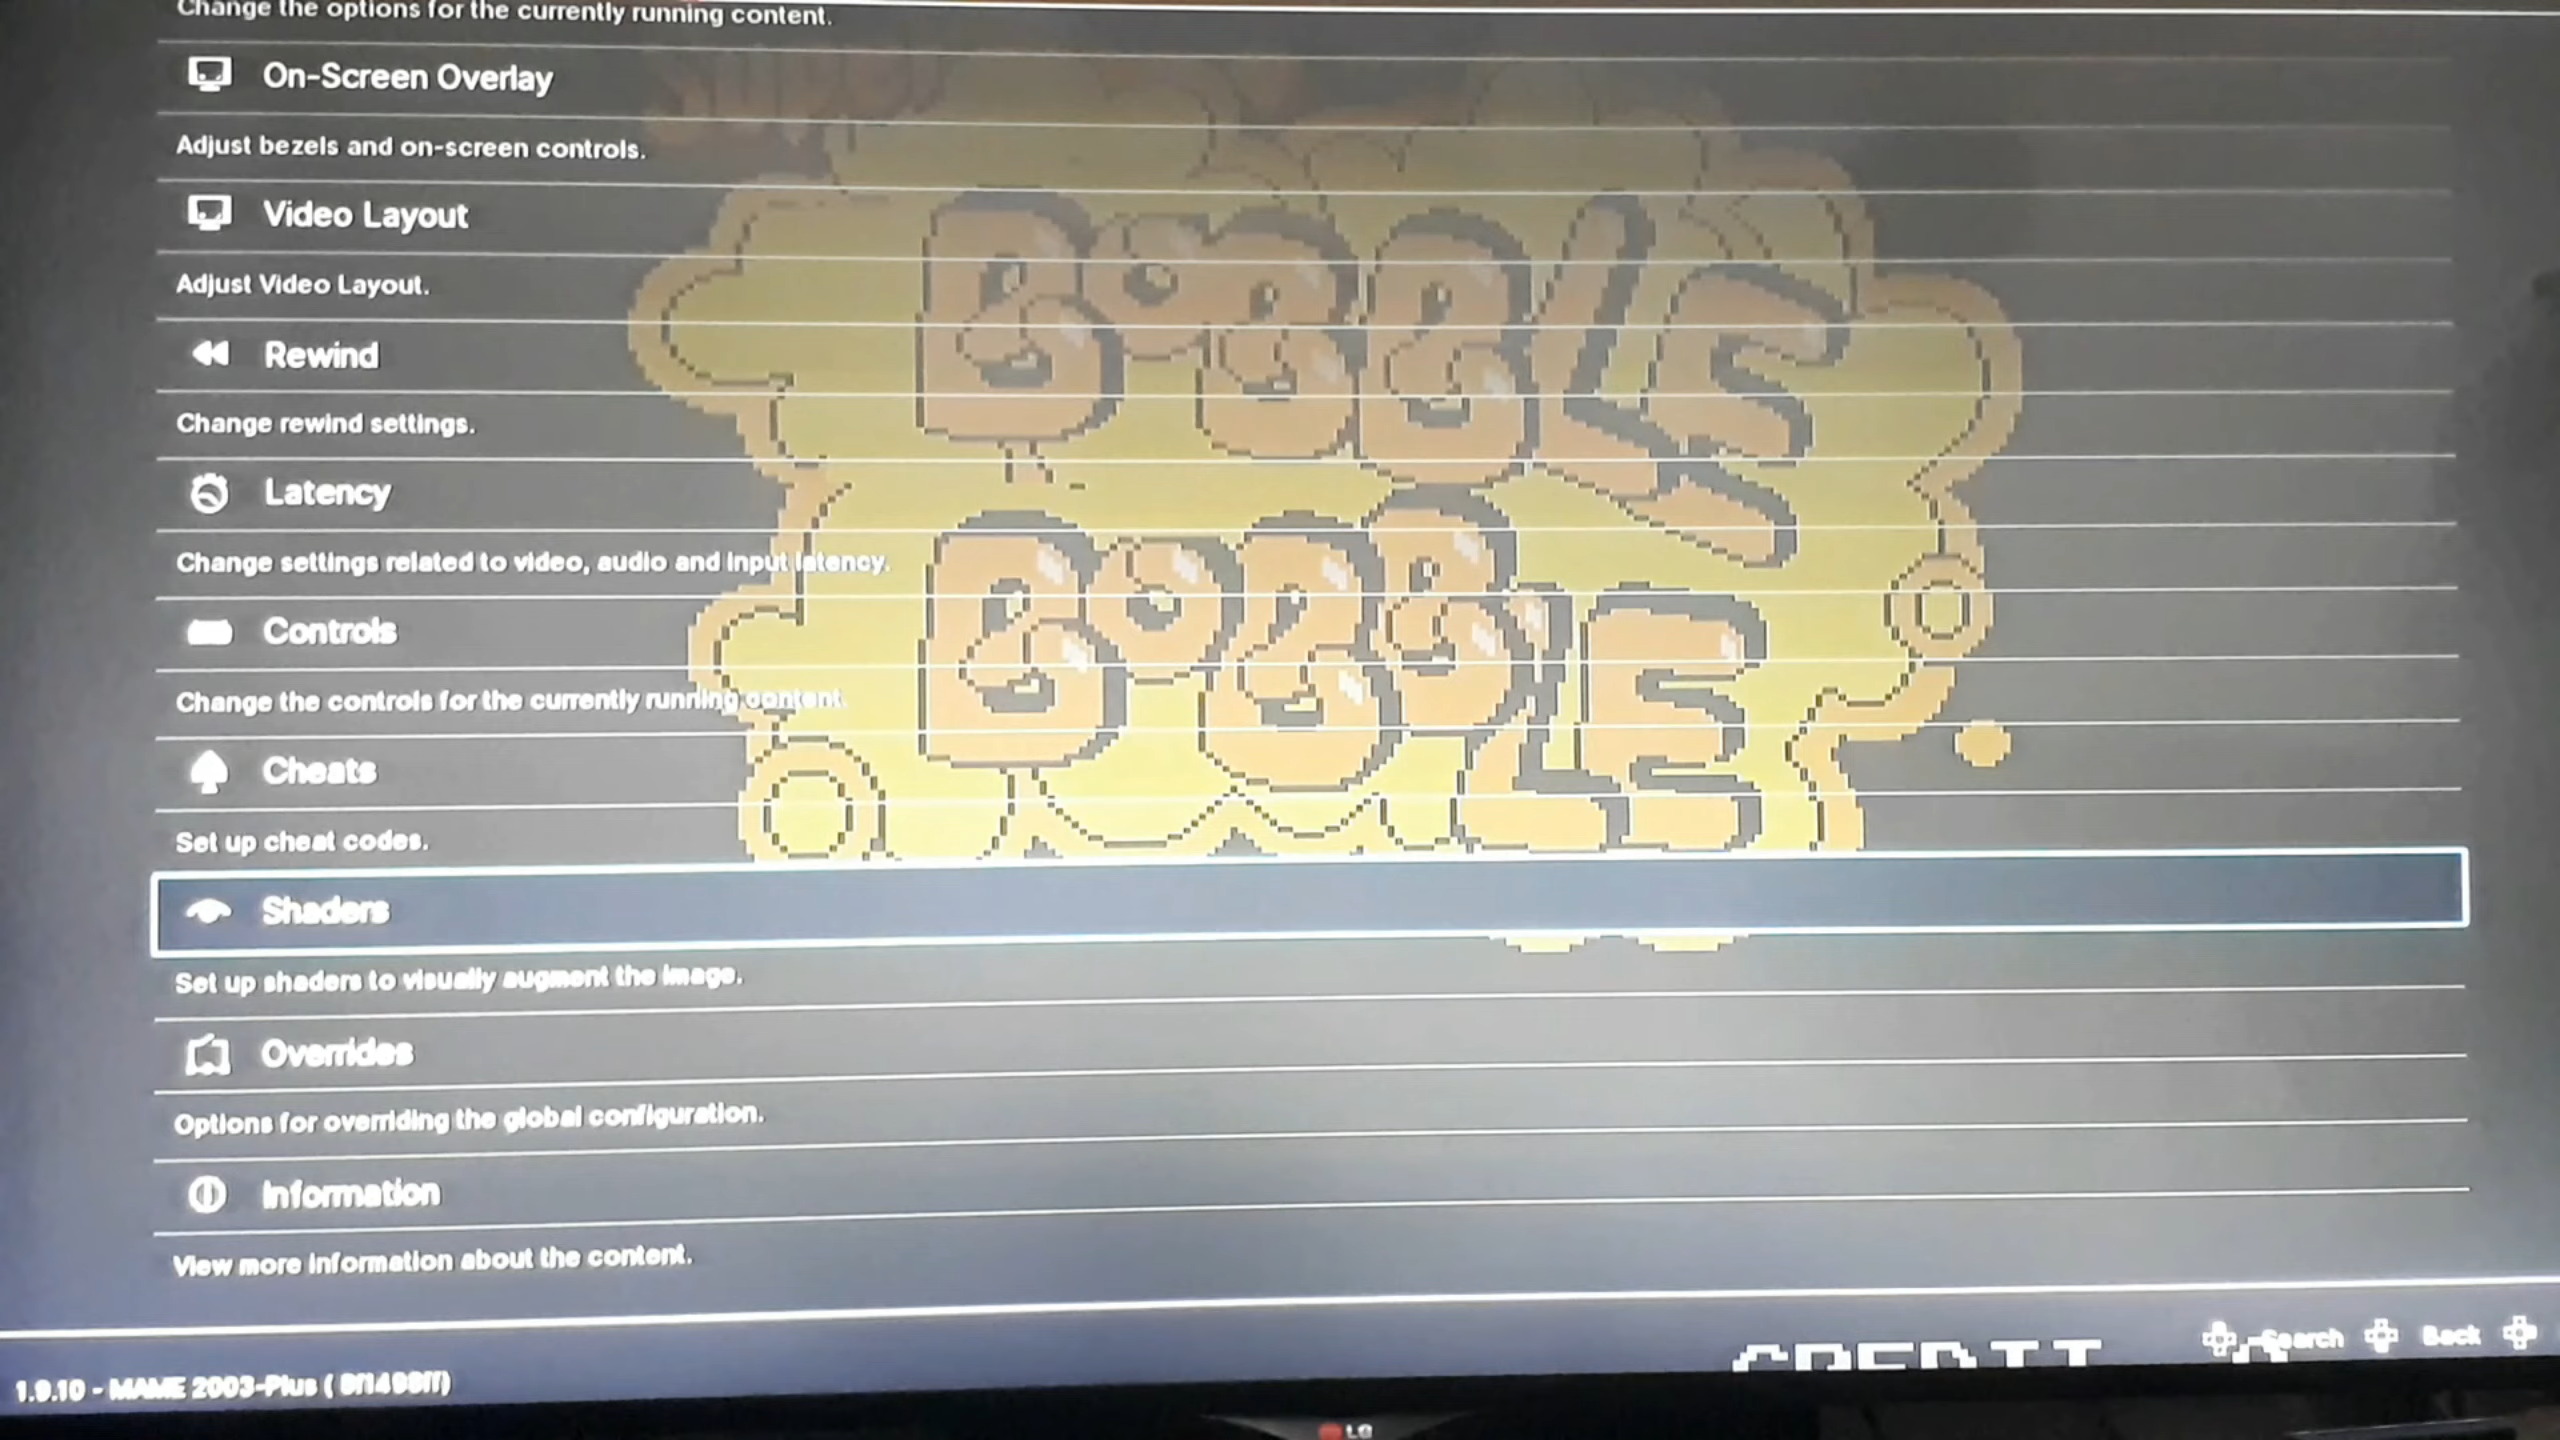 Change the options for the currently running content.
On-Screen Overlay
Adjust bezels and on-screen controls.
Video Layout
Adjust Video Layout.
Rewind
Change rewind settings.
Latency
Change settings related to video, audio and input latency.
Controls
Change the controls for the currently running content.
Cheats
Set up cheat codes.
Shaders
Set up shaders to visually augment the image.
Overrides
Options for overriding the global configuration.
Information
View more information about the content.
BUBBLE
BOBBLE
CREDIT
Search
Back
1.9.10 - MAME 2003-Plus (
LG